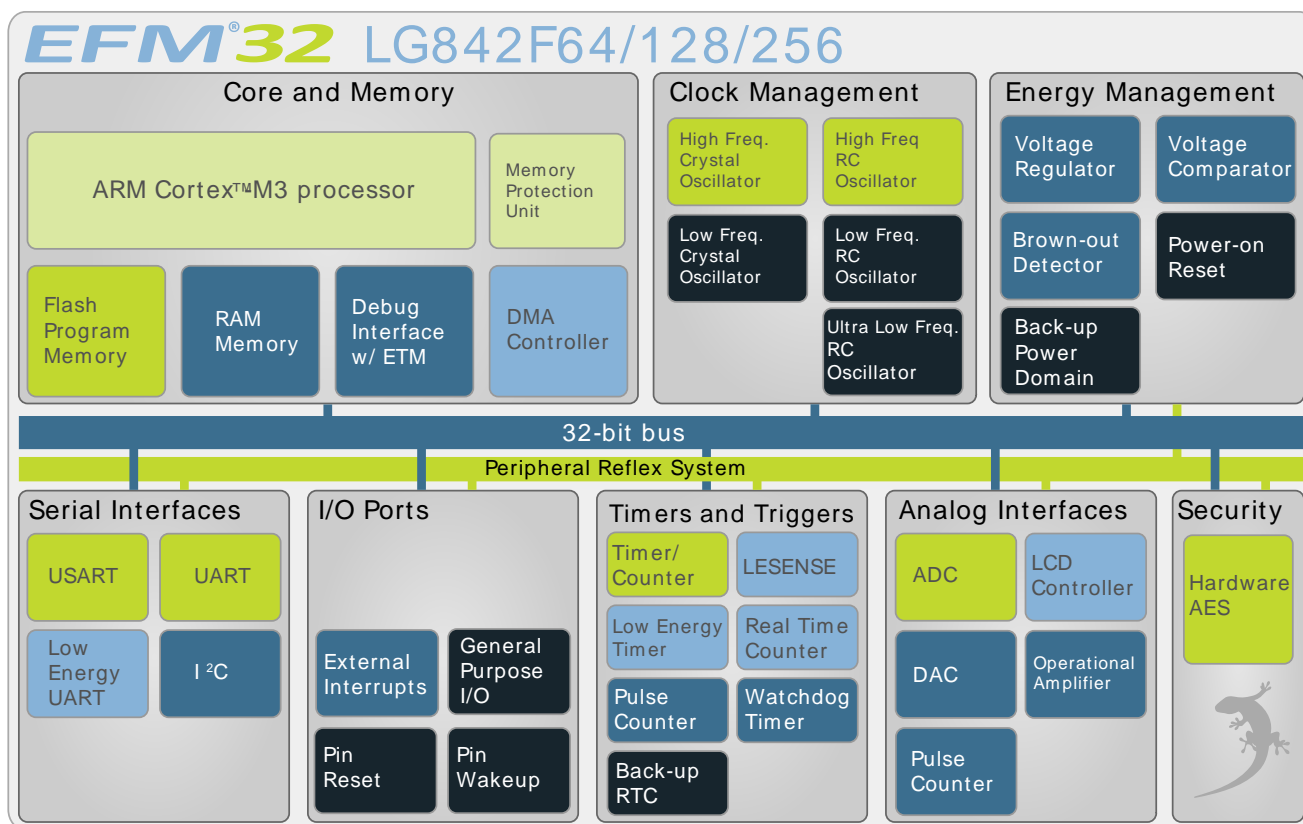 EFM®32 LG842F64/128/256
Core and Memory
ARM Cortex™M3 processor
Memory
Protection
Unit
Flash
Program
Memory
RAM
Memory
Debug
Interface
w/ ETM
DMA
Controller
Clock Management
High Freq.
Crystal
Oscillator
High Freq
RC
Oscillator
Low Freq.
Crystal
Oscillator
Low Freq.
RC
Oscillator
Ultra Low Freq.
RC
Oscillator
Energy Management
Voltage
Regulator
Voltage
Comparator
Brown-out
Detector
Power-on
Reset
Back-up
Power
Domain
32-bit bus
Peripheral Reflex System
Serial Interfaces
USART
UART
Low
Energy
UART
I²C
I/O Ports
External
Interrupts
General
Purpose
I/O
Pin
Reset
Pin
Wakeup
Timers and Triggers
Timer/
Counter
LESENSE
Low Energy
Timer
Real Time
Counter
Pulse
Counter
Watchdog
Timer
Back-up
RTC
Analog Interfaces
ADC
LCD
Controller
DAC
Operational
Amplifier
Pulse
Counter
Security
Hardware
AES